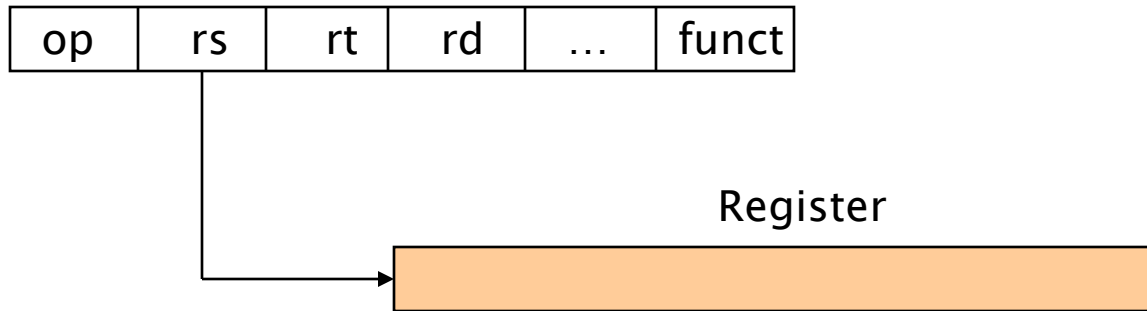 op rs rt rd … funct
Register